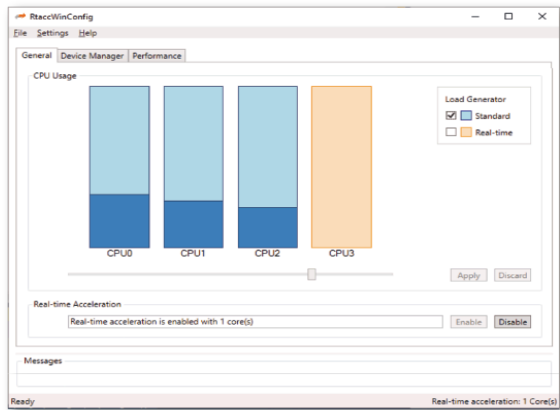 RtaccWinConfig
File Settings Help
General Device Manager Performance
CPU Usage
Load Generator
Standard
Real-time
CPU0 CPU1 CPU2 CPU3
Apply Discard
Real-time Acceleration
Real-time acceleration is enabled with 1 core(s)
Enable Disable
Messages
Ready Real-time acceleration: 1 Core(s)